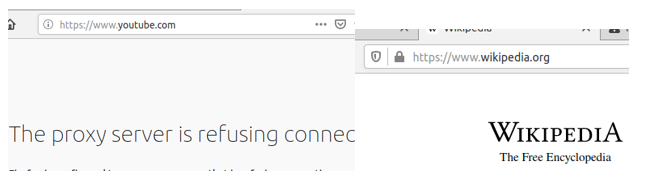 https://www.youtube.com
The proxy server is refusing connec
Wikipedia
https://www.wikipedia.org
WIKIPEDIA
The Free Encyclopedia